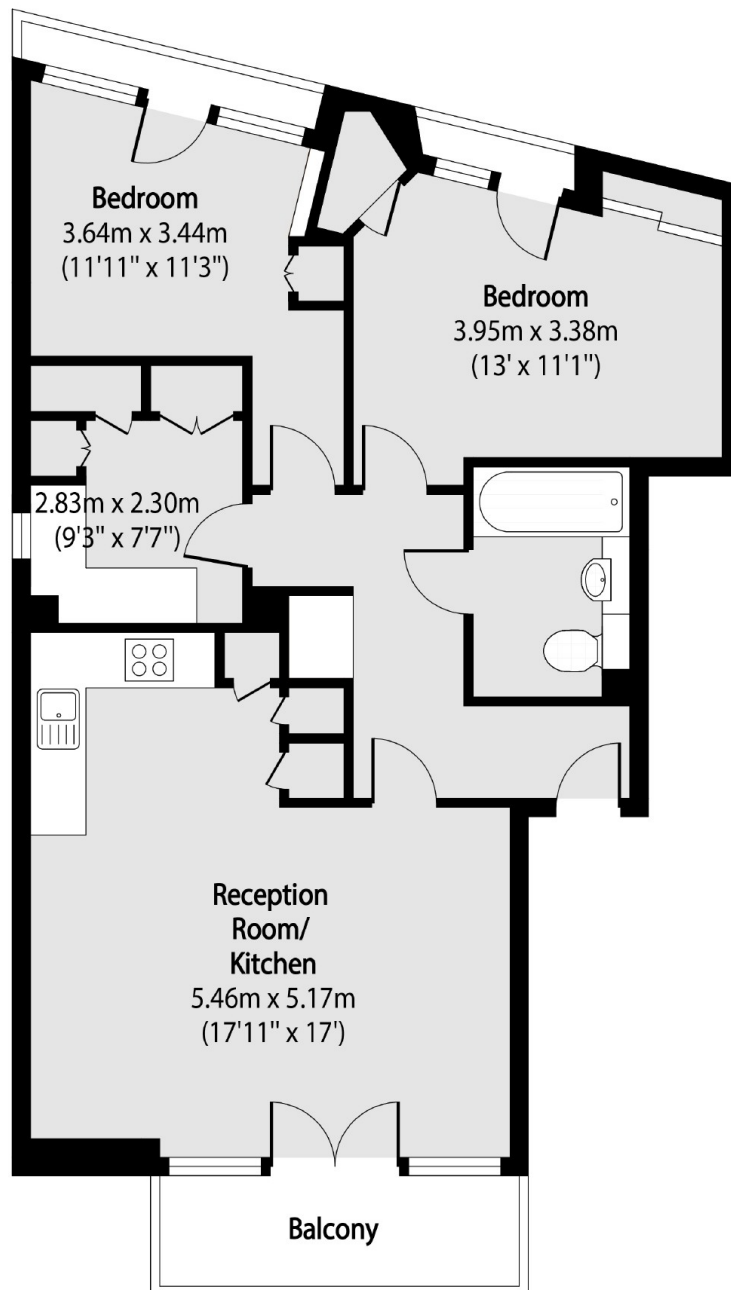 Bedroom
3.64m x 3.44m
(11'11" x 11'3")
Bedroom
3.95m x 3.38m
(13' x 11'1")
2.83m x 2.30m
(9'3" x 7'7")
Reception
Room/
Kitchen
5.46m x 5.17m
(17'11" x 17')
Balcony